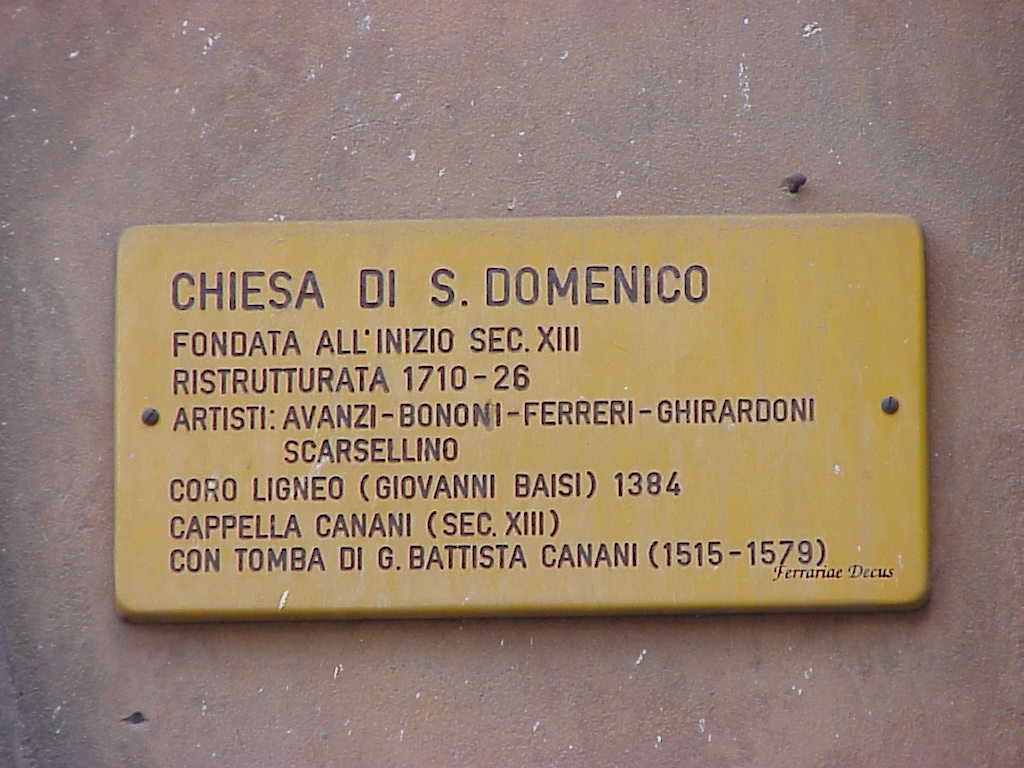 CHIESA DI S. DOMENICO
FONDATA ALL'INIZIO SEC. XIII
RISTRUTTURATA 1710-26
ARTISTI: AVANZI-BONONI-FERRERI-GHIRARDONI
SCARSELLINO
CORO LIGNEO (GIOVANNI BAISI) 1384
CAPPELLA CANANI (SEC. XIII)
CON TOMBA DI G. BATTISTA CANANI (1515-1579)
Ferrariae Decus